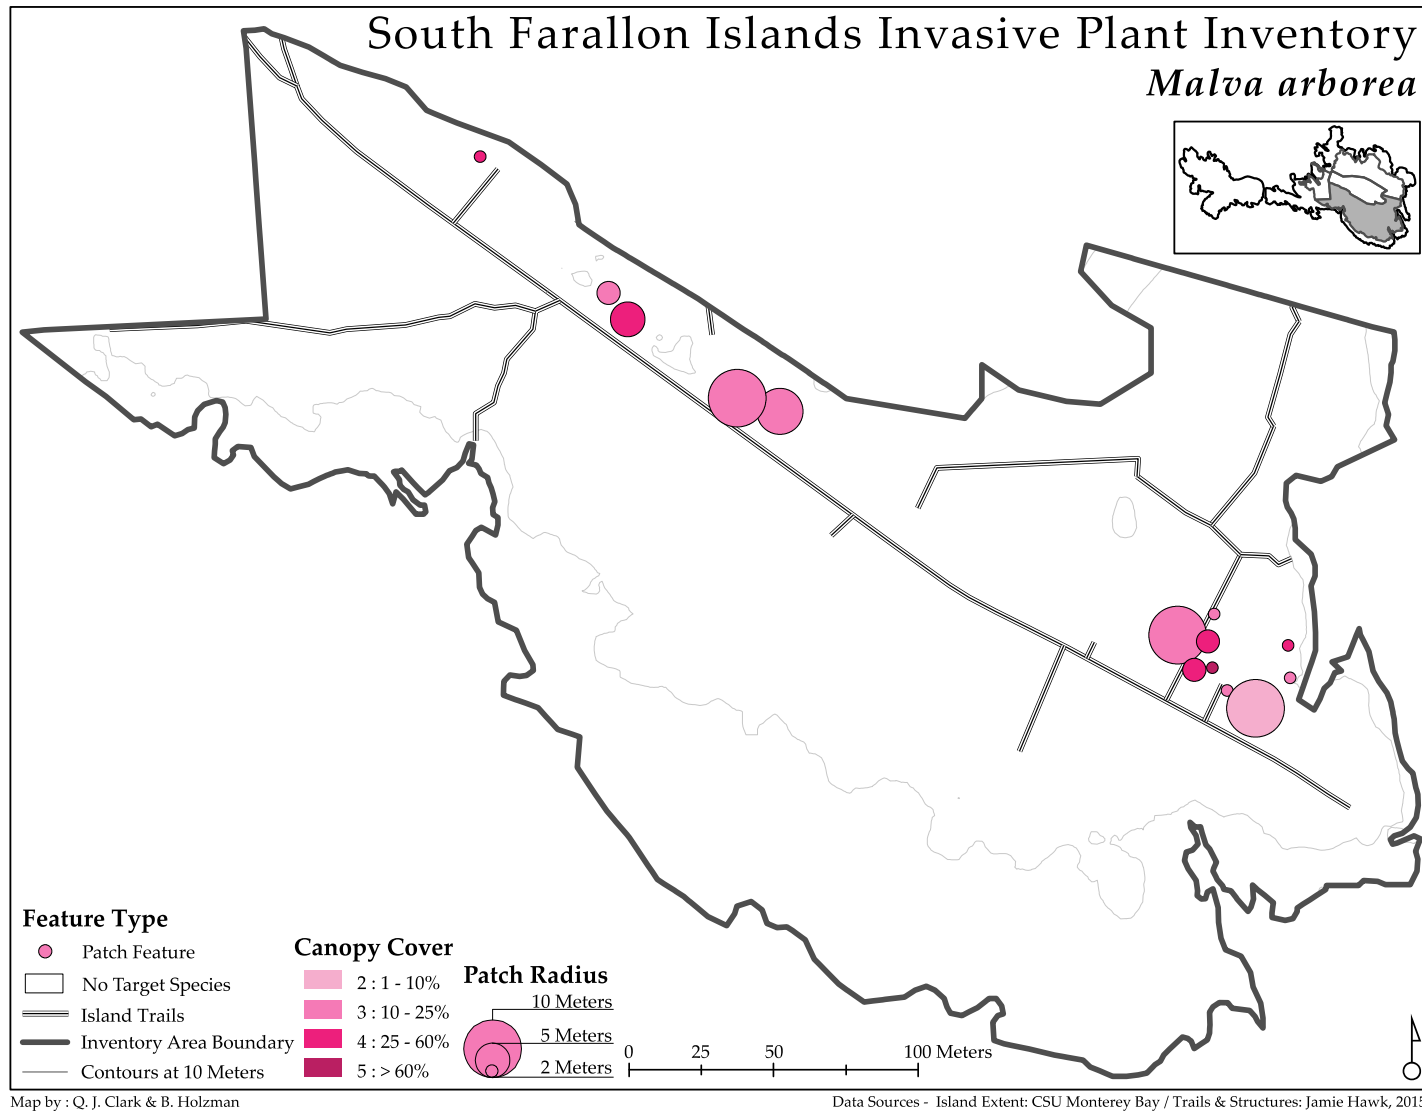 South Farallon Islands Invasive Plant Inventory
Malva arborea
Feature Type
Patch Feature
No Target Species
Island Trails
Inventory Area Boundary
Contours at 10 Meters
Canopy Cover
2 : 1 - 10%
3 : 10 - 25%
4 : 25 - 60%
5 : > 60%
Patch Radius
10 Meters
5 Meters
2 Meters
0 25 50 100 Meters
Map by : Q. J. Clark & B. Holzman
Data Sources - Island Extent: CSU Monterey Bay / Trails & Structures: Jamie Hawk, 2015